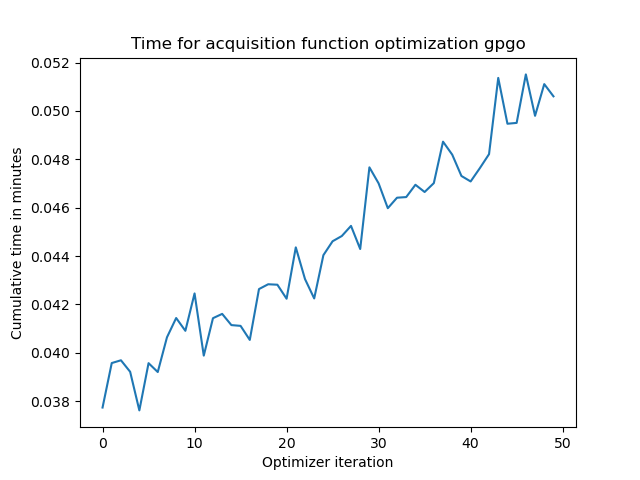 Time for acquisition function optimization gpgo
0.052
0.050
0.048
0.046
0.044
0.042
0.040
0.038
Cumulative time in minutes
0 10 20 30 40 50
Optimizer iteration